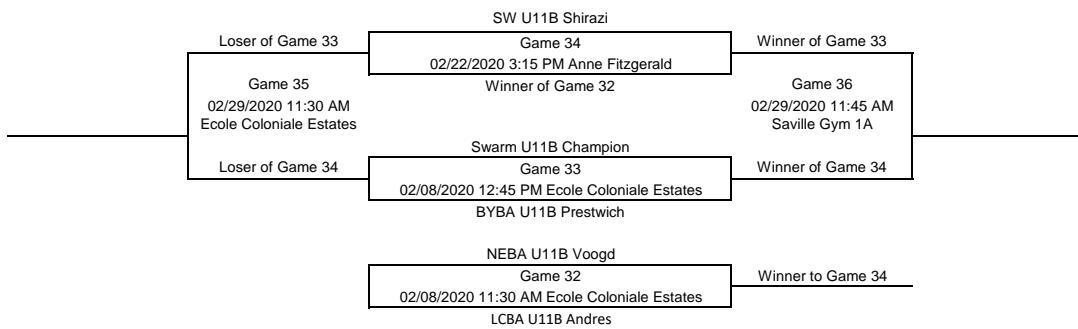 SW U11B Shirazi
Loser of Game 33
Game 34
Winner of Game 33
02/22/2020 3:15 PM Anne Fitzgerald
Game 35
Winner of Game 32
Game 36
02/29/2020 11:30 AM
02/29/2020 11:45 AM
Ecole Coloniale Estates
Saville Gym 1A
Swarm U11B Champion
Loser of Game 34
Game 33
Winner of Game 34
02/08/2020 12:45 PM Ecole Coloniale Estates
BYBA U11B Prestwich
NEBA U11B Voogd
Game 32
Winner to Game 34
02/08/2020 11:30 AM Ecole Coloniale Estates
LCBA U11B Andres